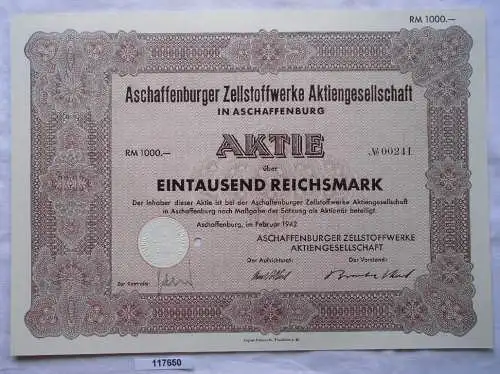 RM 1000.—
Aschaffenburger Zellstoffwerke Aktiengesellschaft
IN ASCHAFFENBURG
AKTIE
RM 1000.— № 00241
über
EINTAUSEND REICHSMARK
Der Inhaber dieser Aktie ist bei der Aschaffenburger Zellstoffwerke Aktiengesellschaft
in Aschaffenburg nach Maßgabe der Satzung als Aktionär beteiligt.
Aschaffenburg, im Februar 1942
ASCHAFFENBURGER ZELLSTOFFWERKE
AKTIENGESELLSCHAFT
Der Aufsichtsrat: Der Vorstand:
Zur Kontrolle:
117650